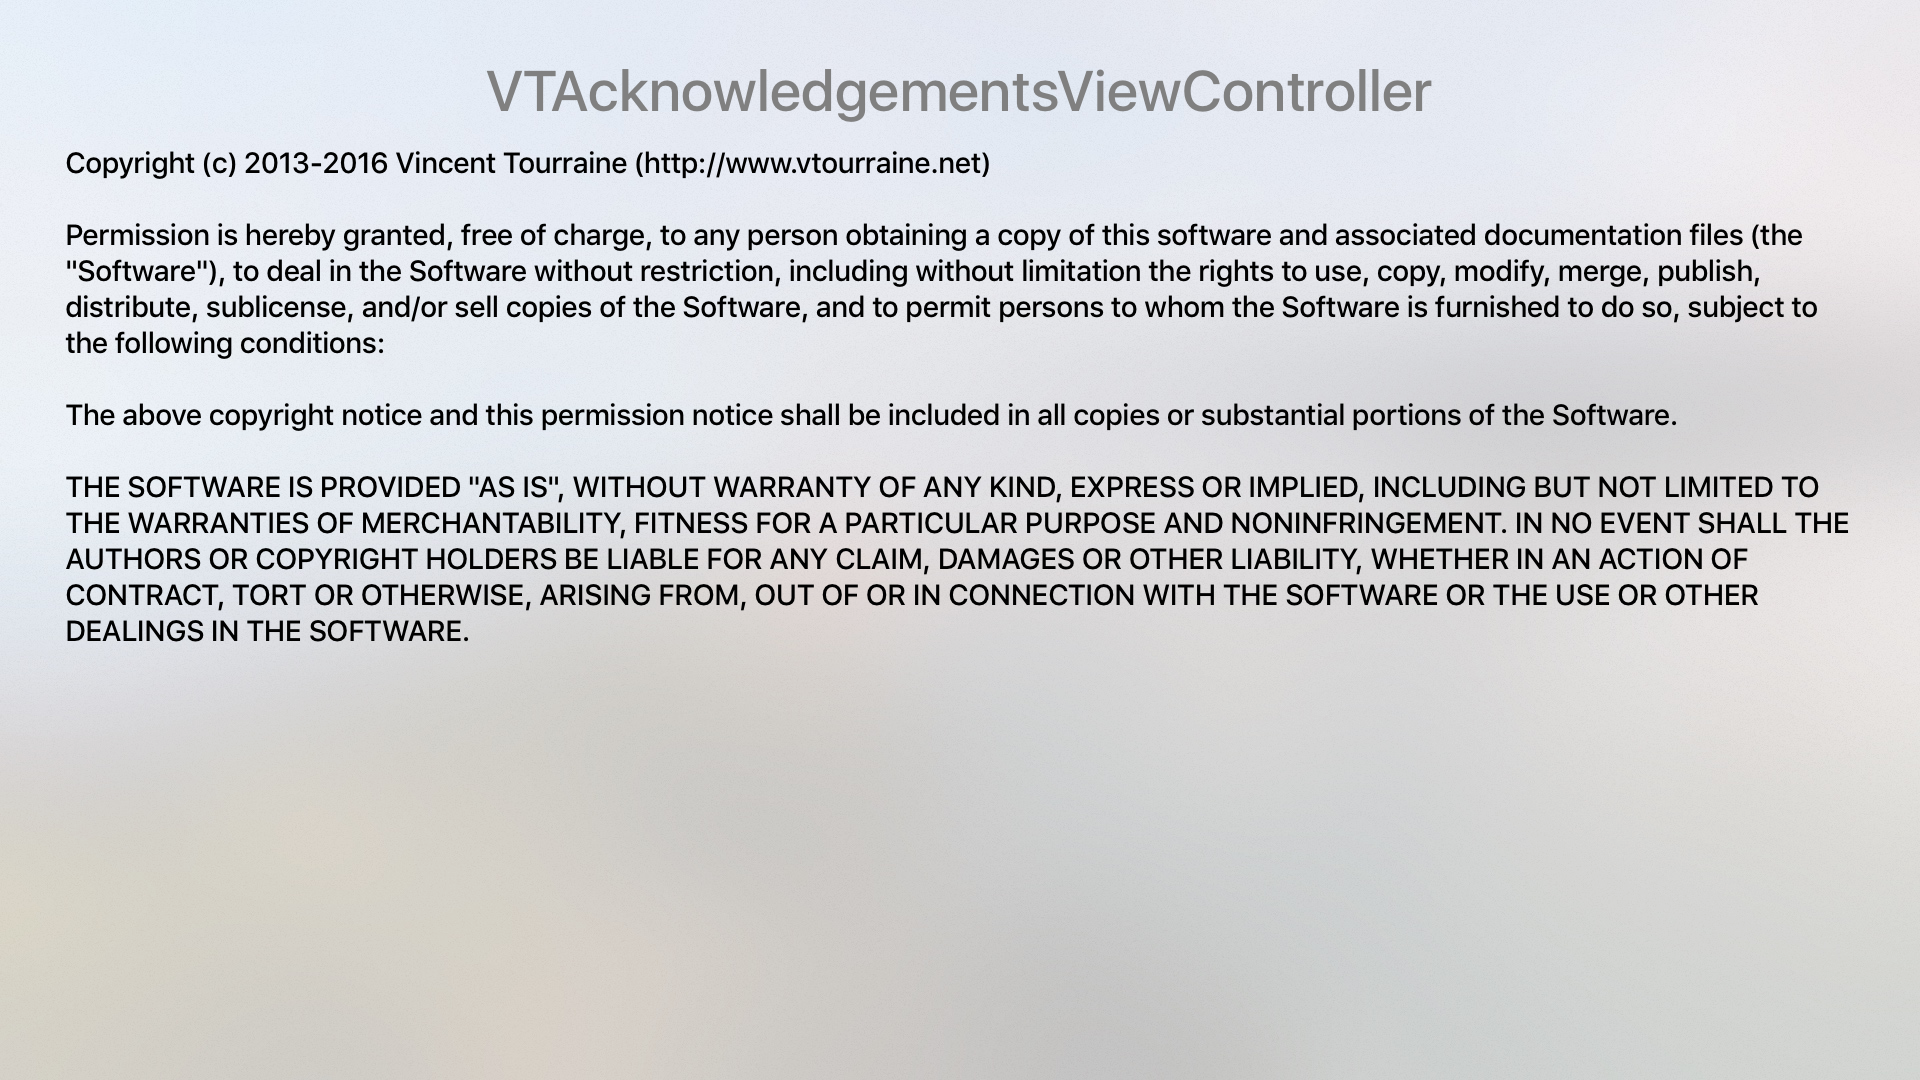 VTAcknowledgementsViewController
Copyright (c) 2013-2016 Vincent Tourraine (http://www.vtourraine.net)
Permission is hereby granted, free of charge, to any person obtaining a copy of this software and associated documentation files (the
"Software"), to deal in the Software without restriction, including without limitation the rights to use, copy, modify, merge, publish,
distribute, sublicense, and/or sell copies of the Software, and to permit persons to whom the Software is furnished to do so, subject to
the following conditions:
The above copyright notice and this permission notice shall be included in all copies or substantial portions of the Software.
THE SOFTWARE IS PROVIDED "AS IS", WITHOUT WARRANTY OF ANY KIND, EXPRESS OR IMPLIED, INCLUDING BUT NOT LIMITED TO
THE WARRANTIES OF MERCHANTABILITY, FITNESS FOR A PARTICULAR PURPOSE AND NONINFRINGEMENT. IN NO EVENT SHALL THE
AUTHORS OR COPYRIGHT HOLDERS BE LIABLE FOR ANY CLAIM, DAMAGES OR OTHER LIABILITY, WHETHER IN AN ACTION OF
CONTRACT, TORT OR OTHERWISE, ARISING FROM, OUT OF OR IN CONNECTION WITH THE SOFTWARE OR THE USE OR OTHER
DEALINGS IN THE SOFTWARE.